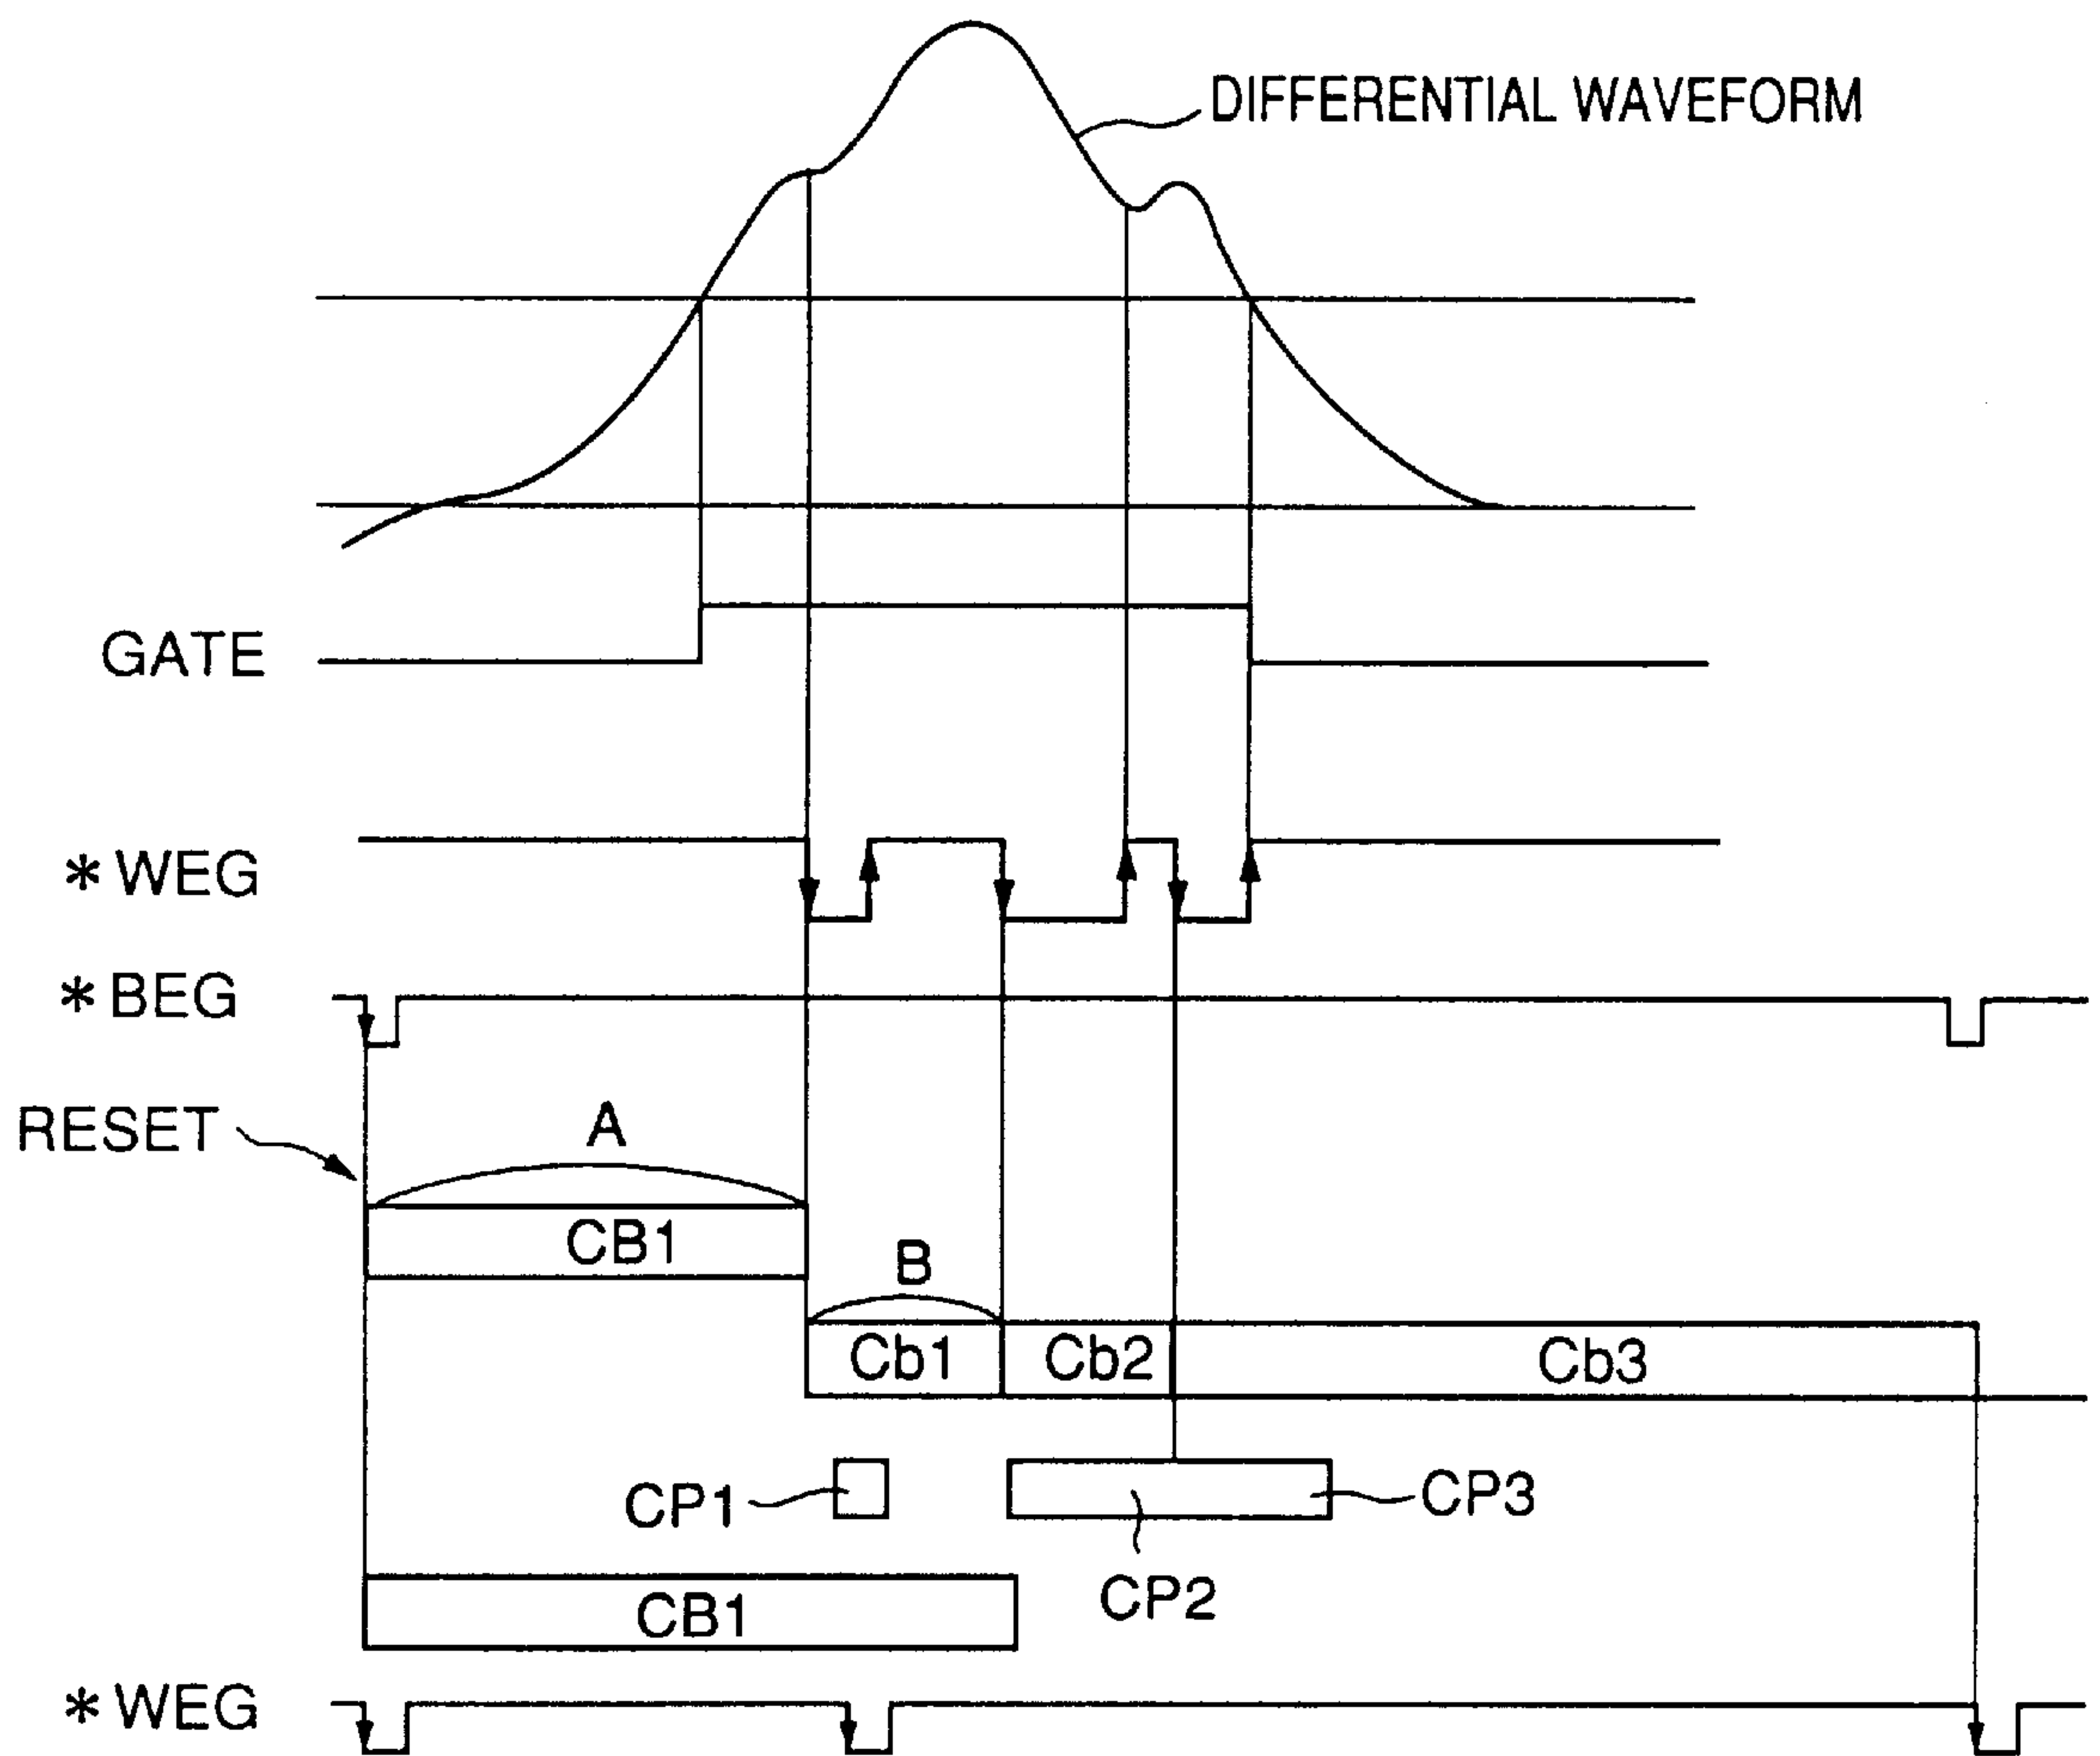 DIFFERENTIAL WAVEFORM
GATE
* WEG
* BEG
RESET
A
CB1
B
Cb1 Cb2 Cb3
CP1
CP3
CP2
CB1
* WEG